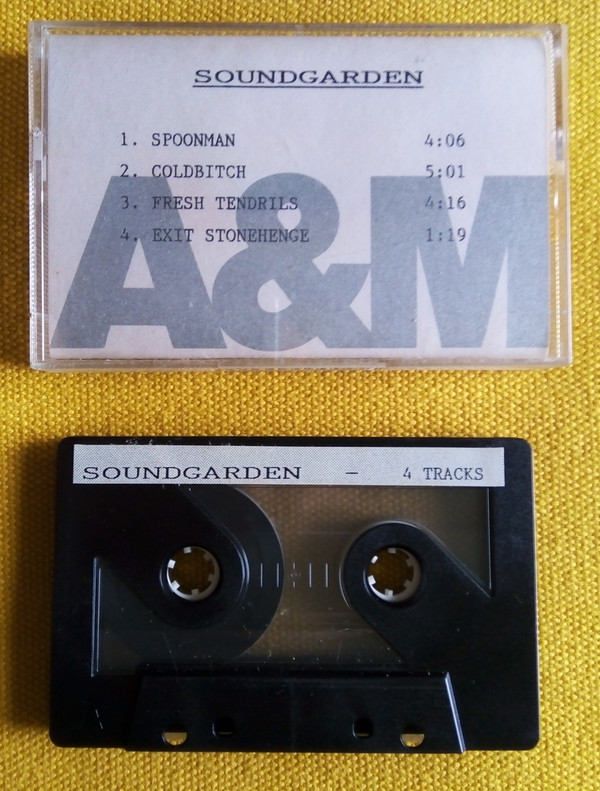 SOUNDGARDEN
1. SPOONMAN 4:06
2. COLDBITCH 5:01
3. FRESH TENDRILS 4:16
4. EXIT STONEHENGE 1:19
A&M
SOUNDGARDEN - 4 TRACKS